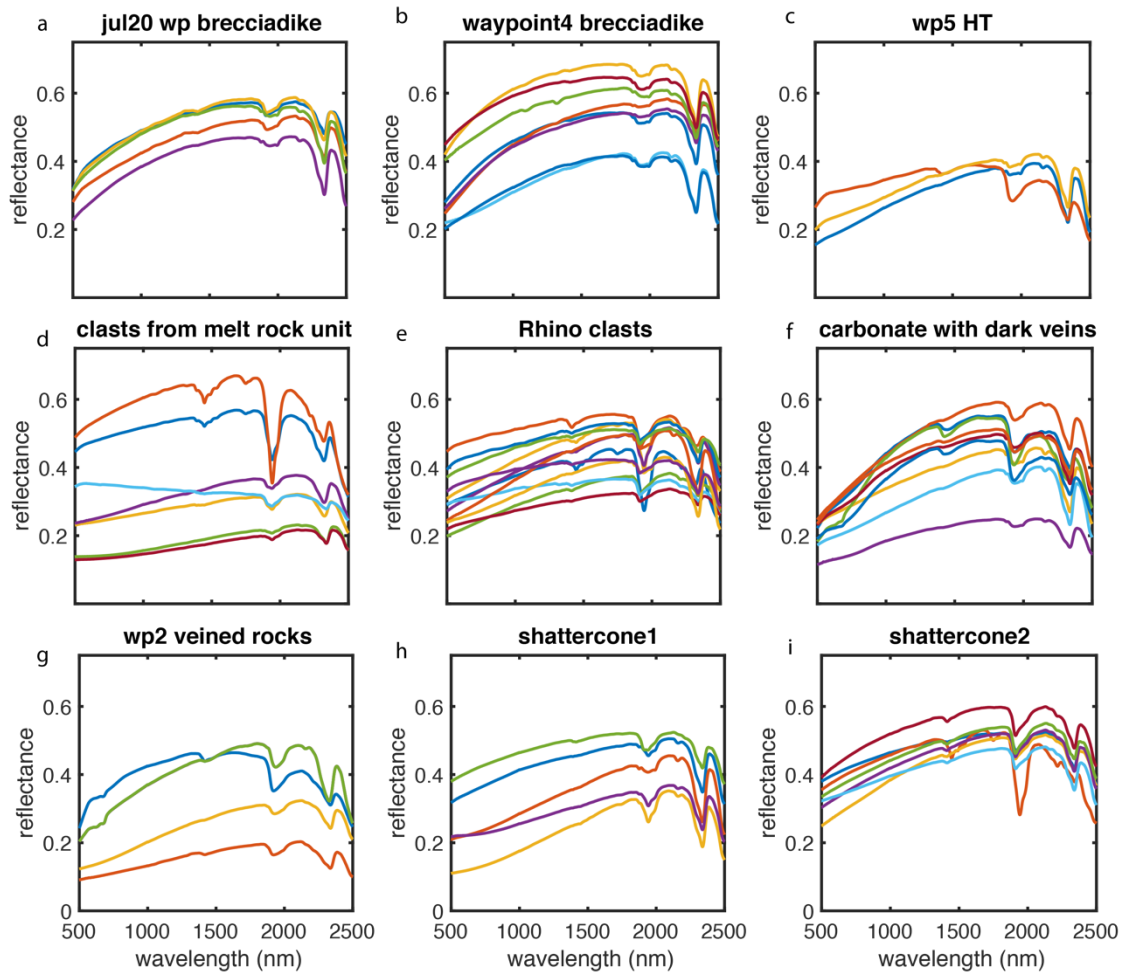 a jul20 wp brecciadike
b waypoint4 brecciadike
c wp5 HT
reflectance
0.6
0.4
0.2
reflectance
0.6
0.4
0.2
reflectance
0.6
0.4
0.2
d clasts from melt rock unit
e Rhino clasts
f carbonate with dark veins
reflectance
0.6
0.4
0.2
reflectance
0.6
0.4
0.2
reflectance
0.6
0.4
0.2
g wp2 veined rocks
h shattercone1
i shattercone2
reflectance
0.6
0.4
0.2
0
500 1000 1500 2000 2500
wavelength (nm)
reflectance
0.6
0.4
0.2
0
500 1000 1500 2000 2500
wavelength (nm)
reflectance
0.6
0.4
0.2
0
500 1000 1500 2000 2500
wavelength (nm)